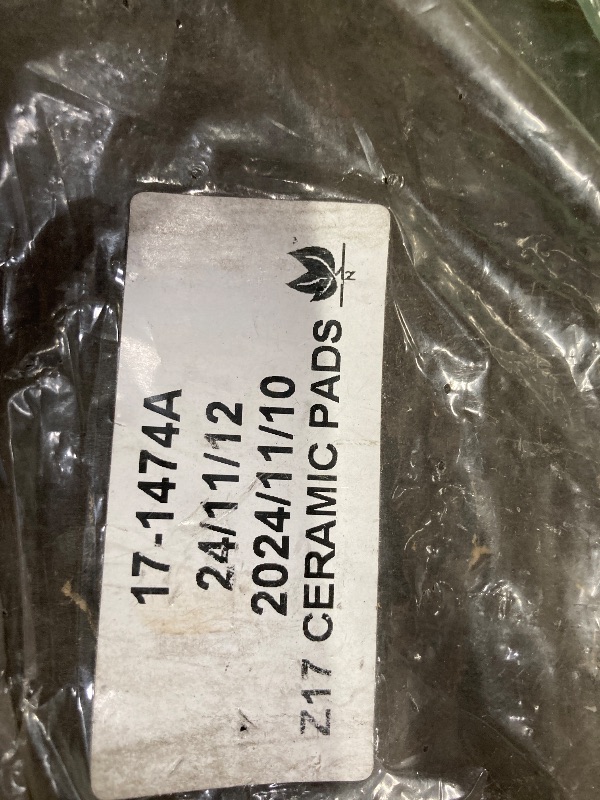 17-1474A
24/11/12
2024/11/10
Z17 CERAMIC PADS
N